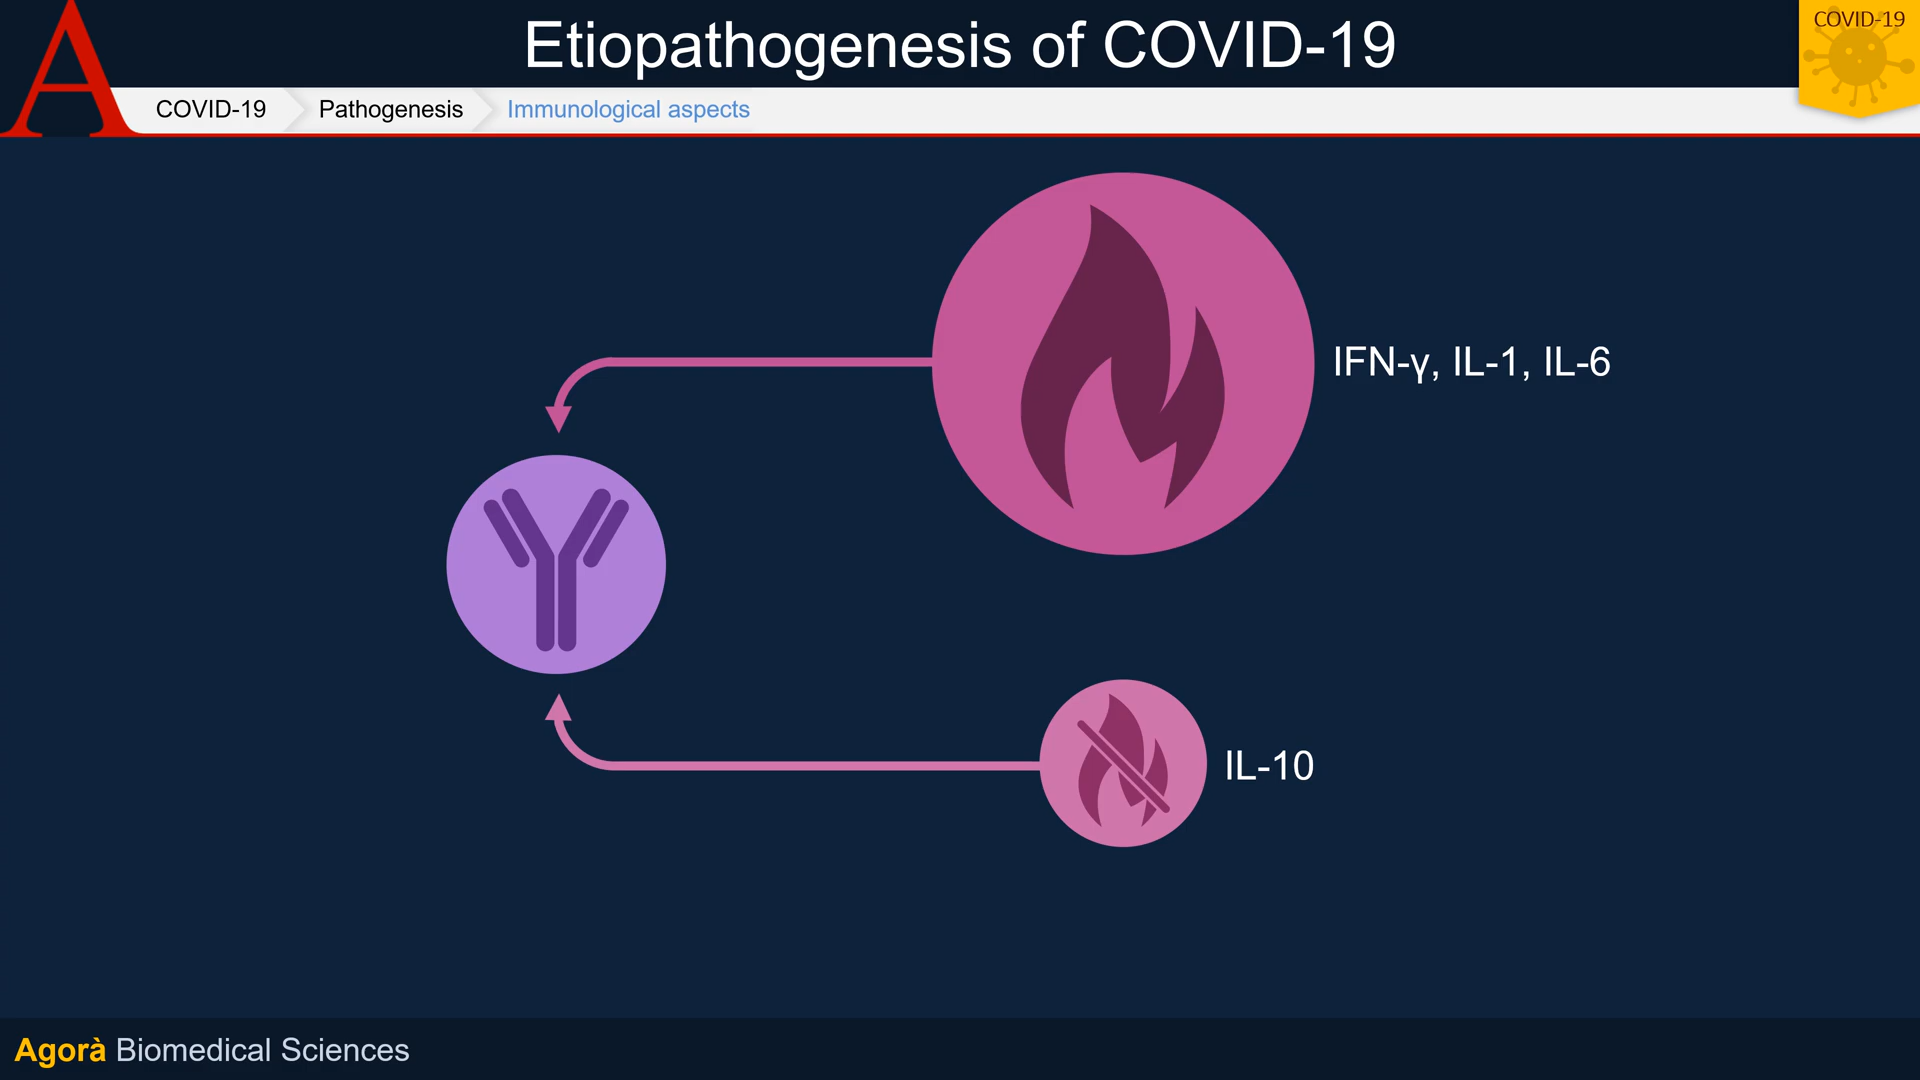 Etiopathogenesis of COVID-19
COVID-19
A
COVID-19 Pathogenesis Immunological aspects
IFN-γ, IL-1, IL-6
IL-10
Agorà Biomedical Sciences